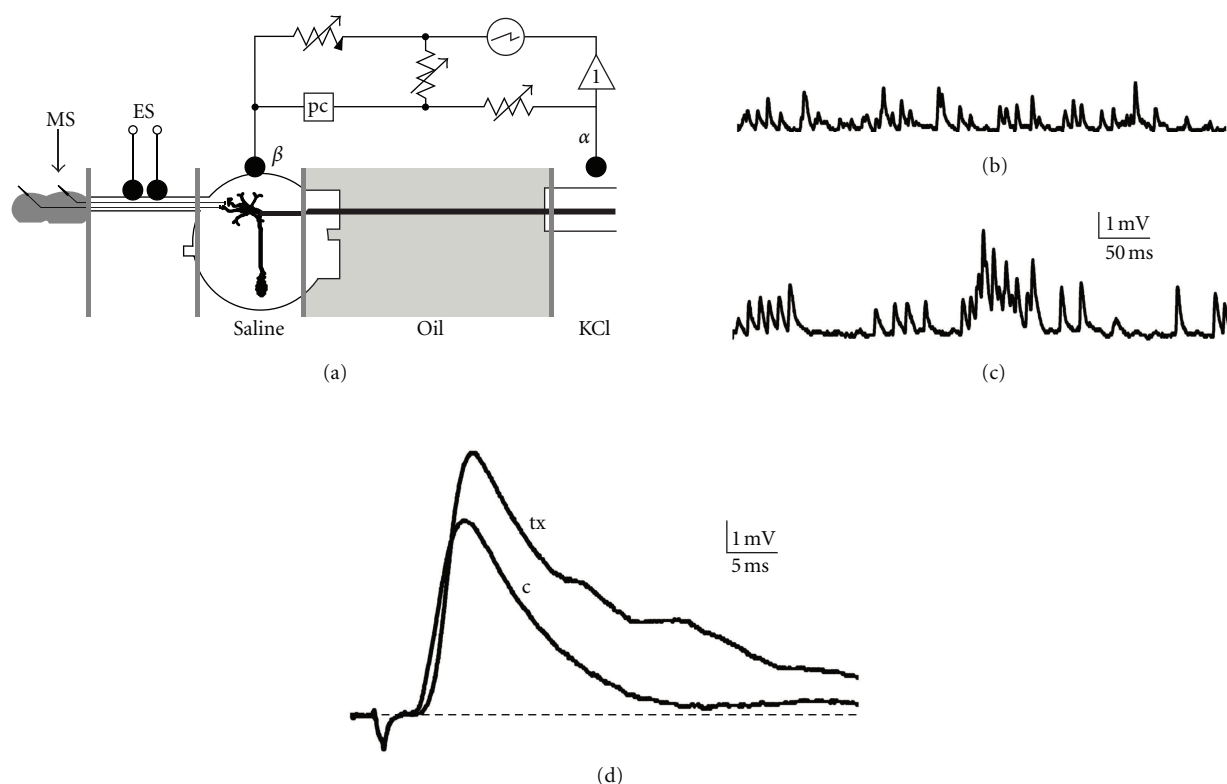 1
pc
MS
ES
β
α
Saline
Oil
KCl
(a)
(b)
1 mV
50 ms
(c)
tx
c
1 mV
5 ms
(d)